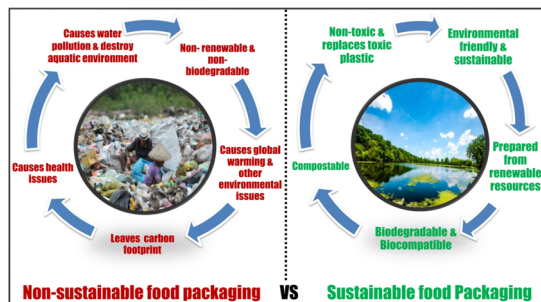 Causes water
pollution & destroy
aquatic environment
Non- renewable &
non-
biodegradable
Causes global
warming &
other
environmental
issues
Leaves carbon
footprint
Causes health
issues
Non-sustainable food packaging
VS
Non-toxic &
replaces toxic
plastic
Environmental
friendly &
sustainable
Prepared
from
renewable
resources
Biodegradable &
Biocompatible
Compostable
Sustainable food Packaging